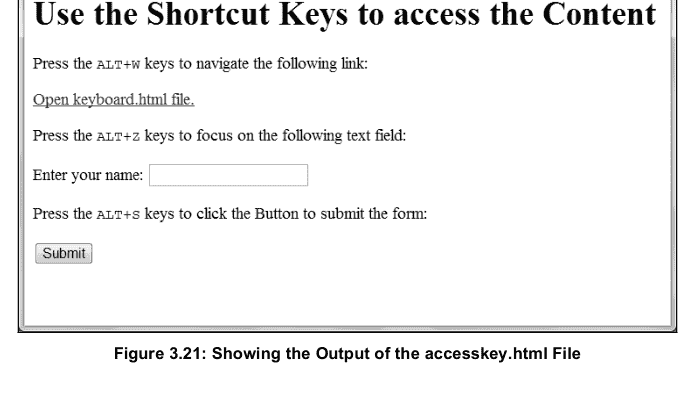 Use the Shortcut Keys to access the Content
Press the ALT+W keys to navigate the following link:
Open keyboard.html file.
Press the ALT+Z keys to focus on the following text field:
Enter your name:
Press the ALT+S keys to click the Button to submit the form:
Submit
Figure 3.21: Showing the Output of the accesskey.html File